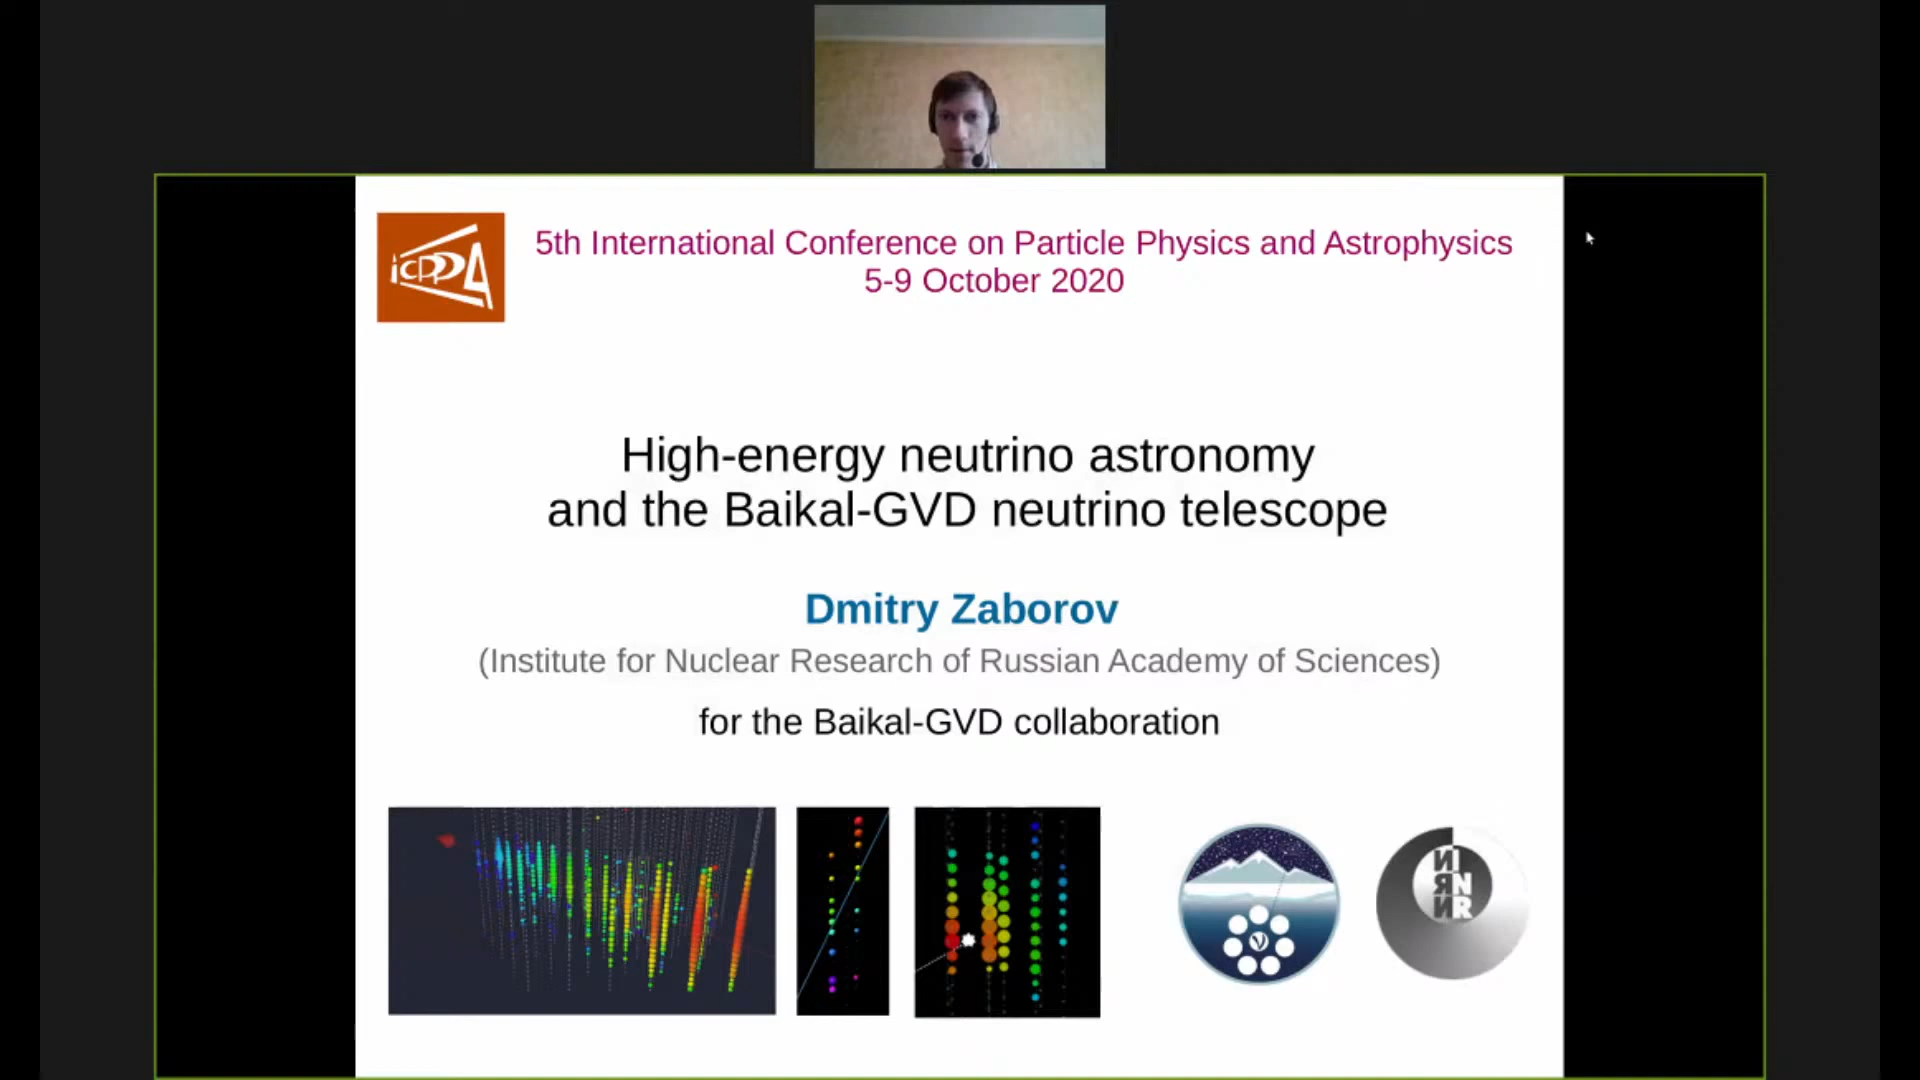 icppA
5th International Conference on Particle Physics and Astrophysics
5-9 October 2020
High-energy neutrino astronomy
and the Baikal-GVD neutrino telescope
Dmitry Zaborov
(Institute for Nuclear Research of Russian Academy of Sciences)
for the Baikal-GVD collaboration